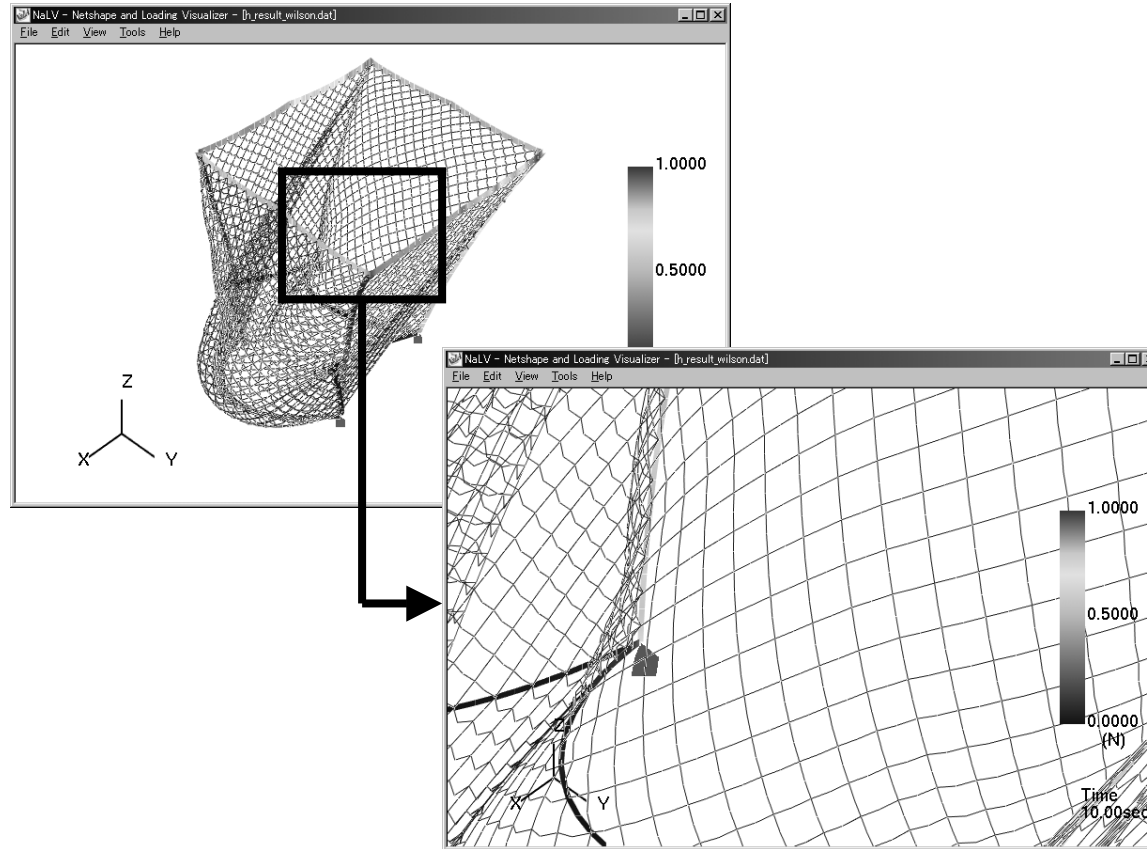 NaLV - Netshape and Loading Visualizer - [h_result_wilson.dat]
File Edit View Tools Help
1.0000
0.5000
Z
X
Y
NaLV - Netshape and Loading Visualizer - [h_result_wilson.dat]
File Edit View Tools Help
1.0000
0.5000
0.0000
(N)
Z
X
Y
Time
10.00sec